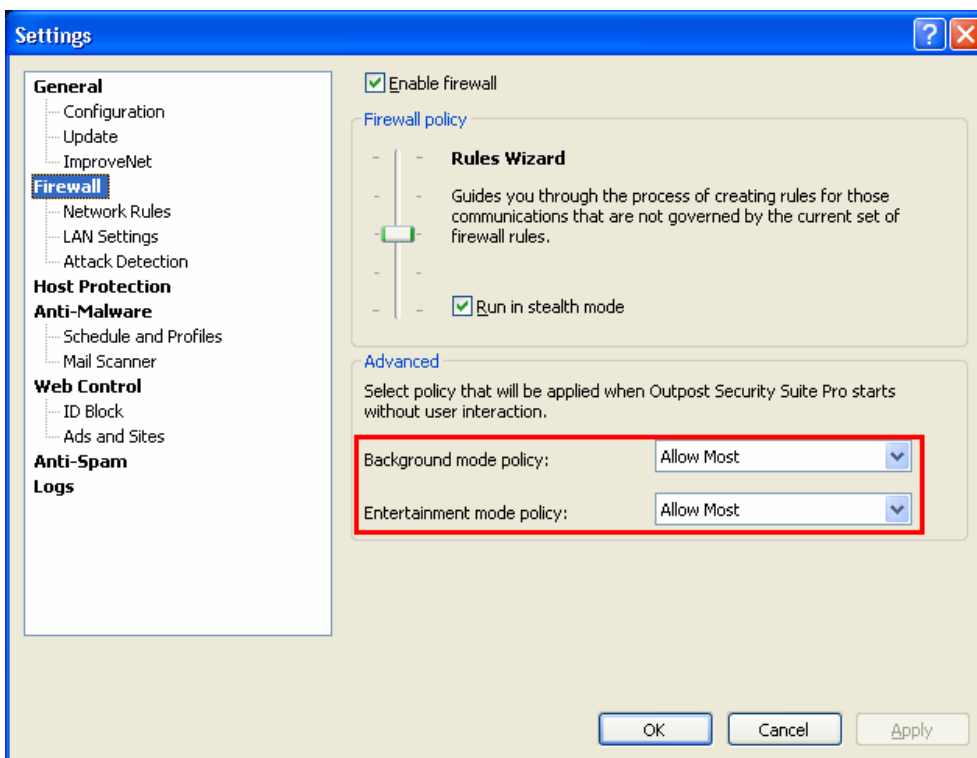 Settings
General
Configuration
Update
ImproveNet
Firewall
Network Rules
LAN Settings
Attack Detection
Host Protection
Anti-Malware
Schedule and Profiles
Mail Scanner
Web Control
ID Block
Ads and Sites
Anti-Spam
Logs
Enable firewall
Firewall policy
Rules Wizard
Guides you through the process of creating rules for those
communications that are not governed by the current set of
firewall rules.
Run in stealth mode
Advanced
Select policy that will be applied when Outpost Security Suite Pro starts
without user interaction.
Background mode policy: Allow Most
Entertainment mode policy: Allow Most
OK Cancel Apply